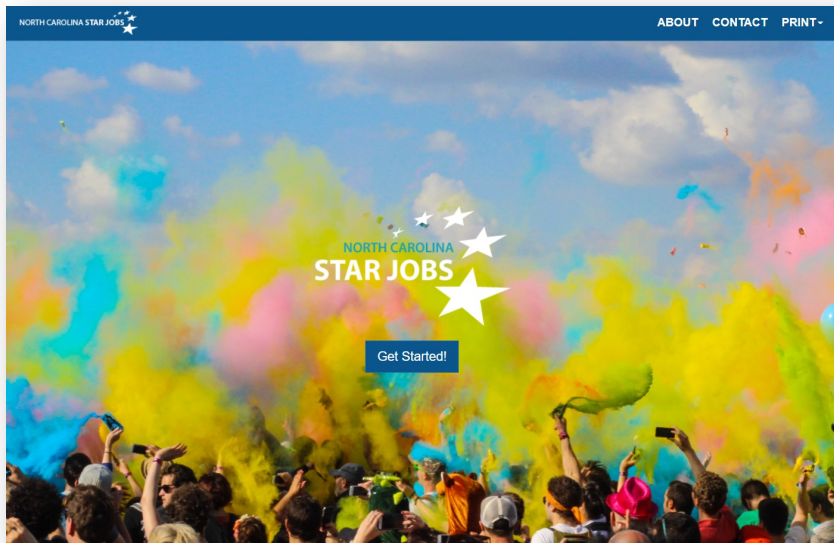 NORTH CAROLINA STAR JOBS
ABOUT CONTACT PRINT
NORTH CAROLINA
STAR JOBS
Get Started!